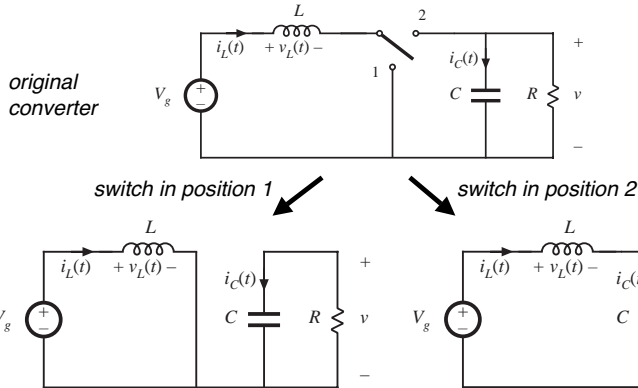 L
2
i_L(t)
+ v_L(t) −
1
i_C(t)
+
original
converter
V_g
+
−
C
R
v
−
switch in position 1
switch in position 2
L
i_L(t)
+ v_L(t) −
i_C(t)
+
V_g
+
−
C
R
v
−
L
i_L(t)
+ v_L(t) −
V_g
+
−
C